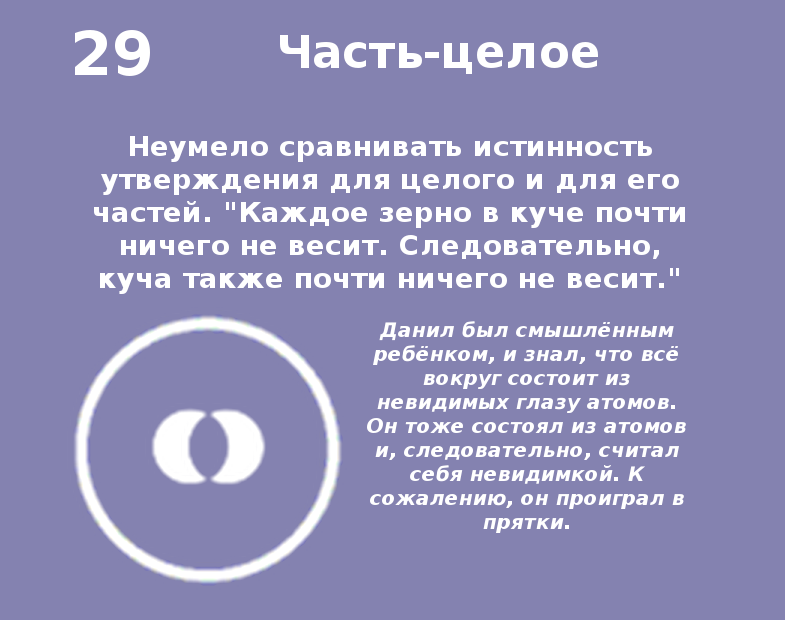 29 Часть-целое
Неумело сравнивать истинность
утверждения для целого и для его
частей. "Каждое зерно в куче почти
ничего не весит. Следовательно,
куча также почти ничего не весит."
Данил был смышлённым
ребёнком, и знал, что всё
вокруг состоит из
невидимых глазу атомов.
Он тоже состоял из атомов
и, следовательно, считал
себя невидимкой. К
сожалению, он проиграл в
прятки.